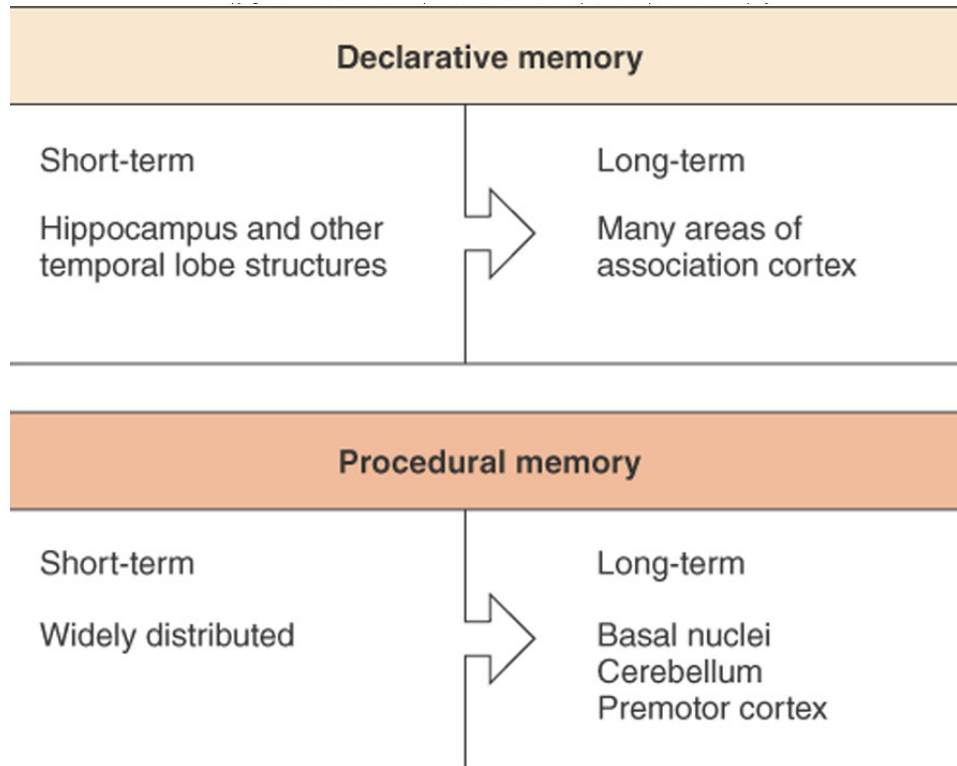 Declarative memory
Short-term
Hippocampus and other
temporal lobe structures
Long-term
Many areas of
association cortex
Procedural memory
Short-term
Widely distributed
Long-term
Basal nuclei
Cerebellum
Premotor cortex